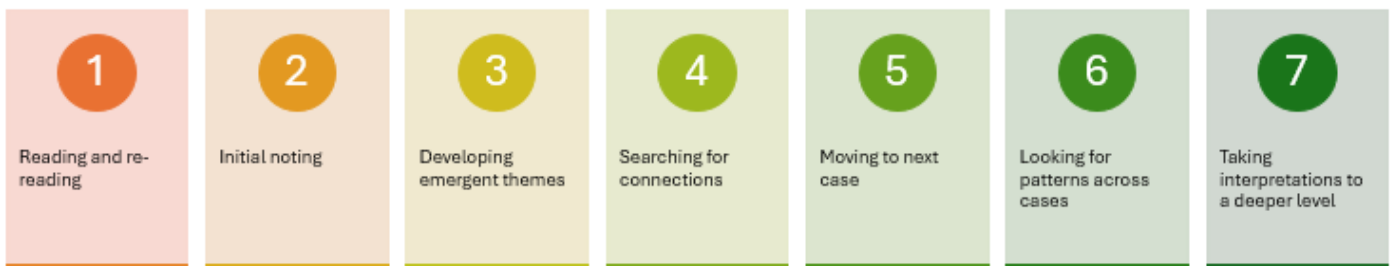 1
Reading and re-
reading
2
Initial noting
3
Developing
emergent themes
4
Searching for
connections
5
Moving to next
case
6
Looking for
patterns across
cases
7
Taking
interpretations to
a deeper level